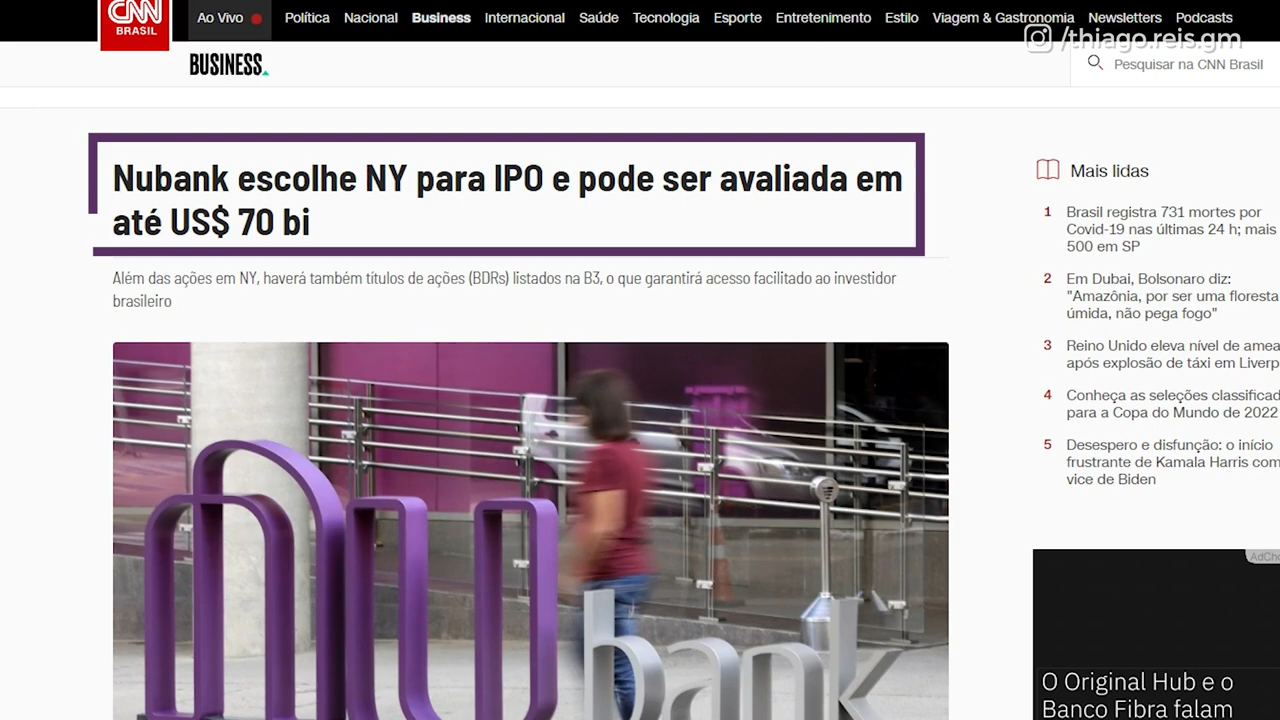 CNN
BRASIL
Ao Vivo
Política Nacional Business Internacional Saúde Tecnologia Esporte Entretenimento Estilo Viagem & Gastronomia Newsletters Podcasts
/thiago.reis.gm
BUSINESS
Pesquisar na CNN Brasil
Nubank escolhe NY para IPO e pode ser avaliada em
até US$ 70 bi
Além das ações em NY, haverá também títulos de ações (BDRs) listados na B3, o que garantirá acesso facilitado ao investidor
brasileiro
nu
bank
Mais lidas
1 Brasil registra 731 mortes por
Covid-19 nas últimas 24 h; mais
500 em SP
2 Em Dubai, Bolsonaro diz:
"Amazônia, por ser uma floresta
úmida, não pega fogo"
3 Reino Unido eleva nível de amea
após explosão de táxi em Liverp
4 Conheça as seleções classificad
para a Copa do Mundo de 2022
5 Desespero e disfunção: o início
frustrante de Kamala Harris com
vice de Biden
AdCho
O Original Hub e o
Banco Fibra falam